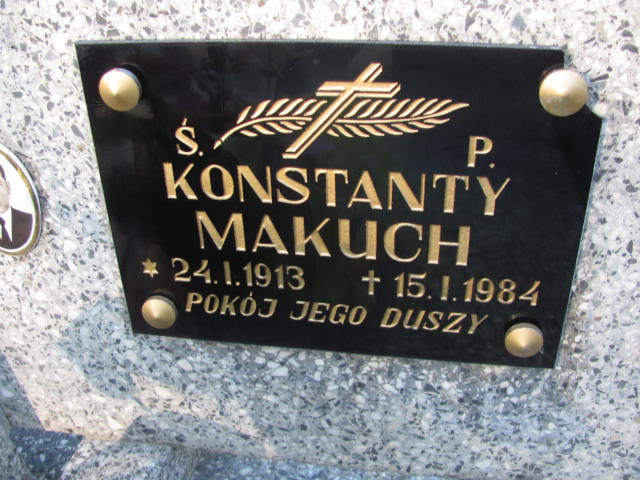 Ś. P.
KONSTANTY
MAKUCH
* 24.I.1913 † 15.I.1984
POKÓJ JEGO DUSZY